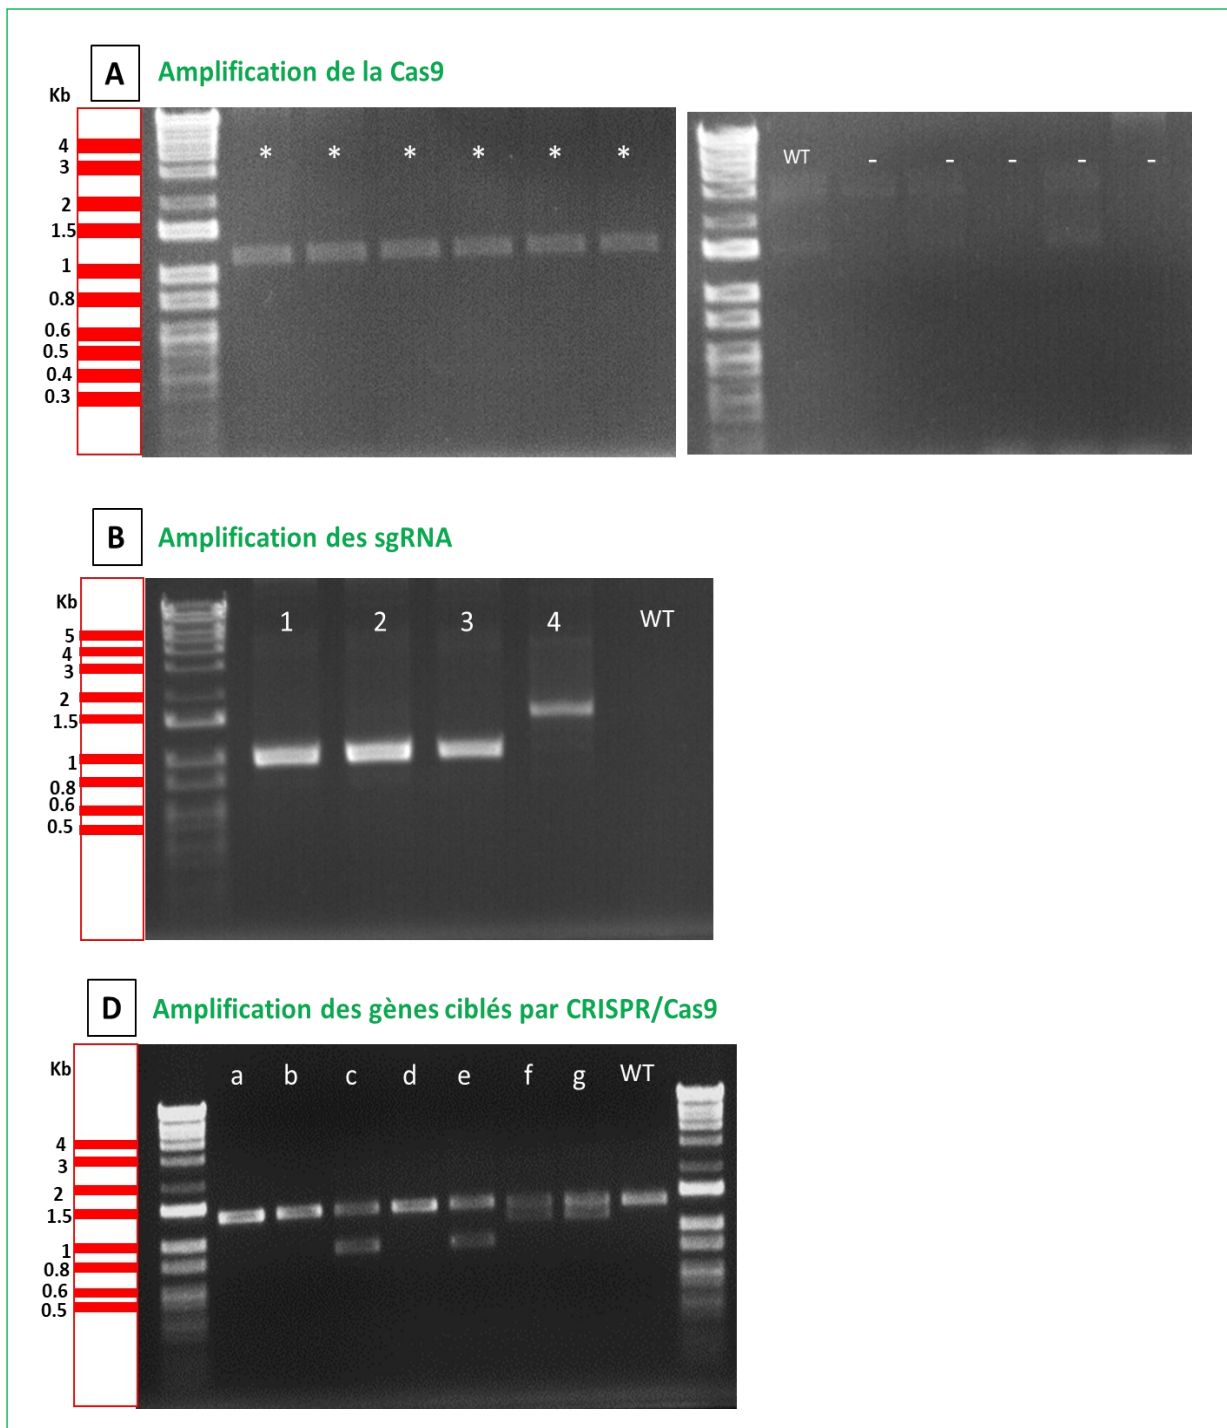 A Amplification de la Cas9
Kb
4
3
2
1.5
1
0.8
0.6
0.5
0.4
0.3
* * * * * *
WT - - - - -
B Amplification des sgRNA
Kb
5
4
3
2
1.5
1
0.8
0.6
0.5
1 2 3 4 WT
D Amplification des gènes ciblés par CRISPR/Cas9
Kb
4
3
2
1.5
1
0.8
0.6
0.5
a b c d e f g WT